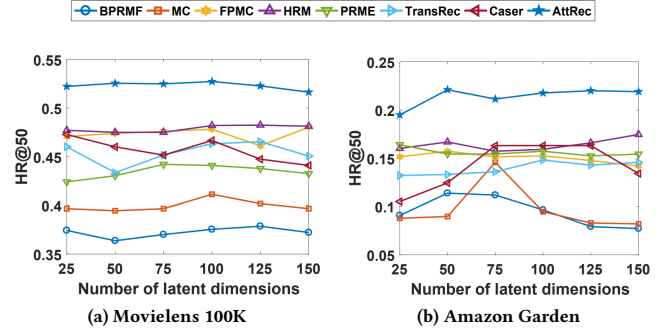 BPRMF MC FPMC HRM PRME TransRec Caser AttRec
0.55
0.5
0.45
0.4
0.35
HR@50
25 50 75 100 125 150
Number of latent dimensions
(a) Movielens 100K
0.25
0.2
0.15
0.1
0.05
HR@50
25 50 75 100 125 150
Number of latent dimensions
(b) Amazon Garden